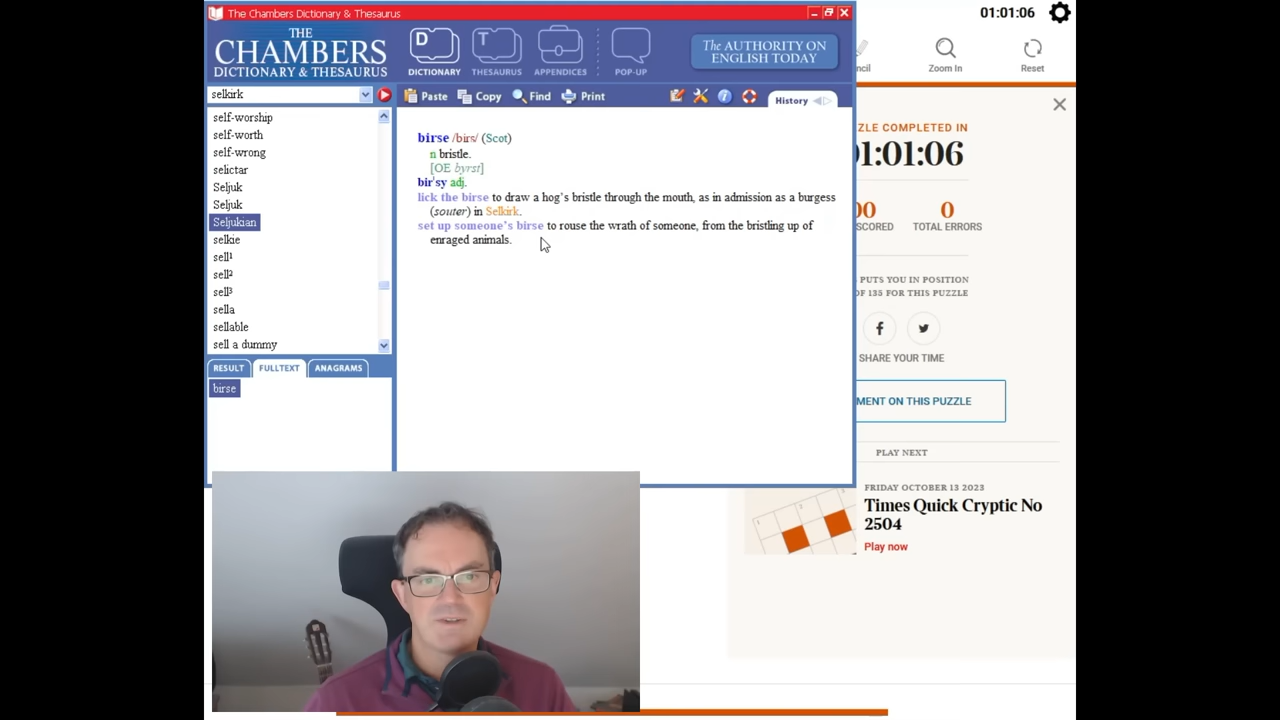 The Chambers Dictionary & Thesaurus
01:01:06
THE
CHAMBERS
DICTIONARY & THESAURUS
D
DICTIONARY
T
THESAURUS
APPENDICES
POP-UP
The AUTHORITY ON
ENGLISH TODAY
Zoom In
Reset
selkirk
Paste
Copy
Find
Print
History
self-worship
self-worth
self-wrong
selictar
Seljuk
Seljuk
Seljukian
selkie
sell¹
sell²
sell³
sella
sellable
sell a dummy
RESULT
FULLTEXT
ANAGRAMS
birse
birse /birs/ (Scot)
n bristle.
[OE byrst]
bir'sy adj.
lick the birse to draw a hog's bristle through the mouth, as in admission as a burgess
(souter) in Selkirk.
set up someone's birse to rouse the wrath of someone, from the bristling up of
enraged animals.
ZLE COMPLETED IN
1:01:06
00
SCORED
0
TOTAL ERRORS
PUTS YOU IN POSITION
OF 135 FOR THIS PUZZLE
SHARE YOUR TIME
MENT ON THIS PUZZLE
PLAY NEXT
FRIDAY OCTOBER 13 2023
Times Quick Cryptic No
2504
Play now